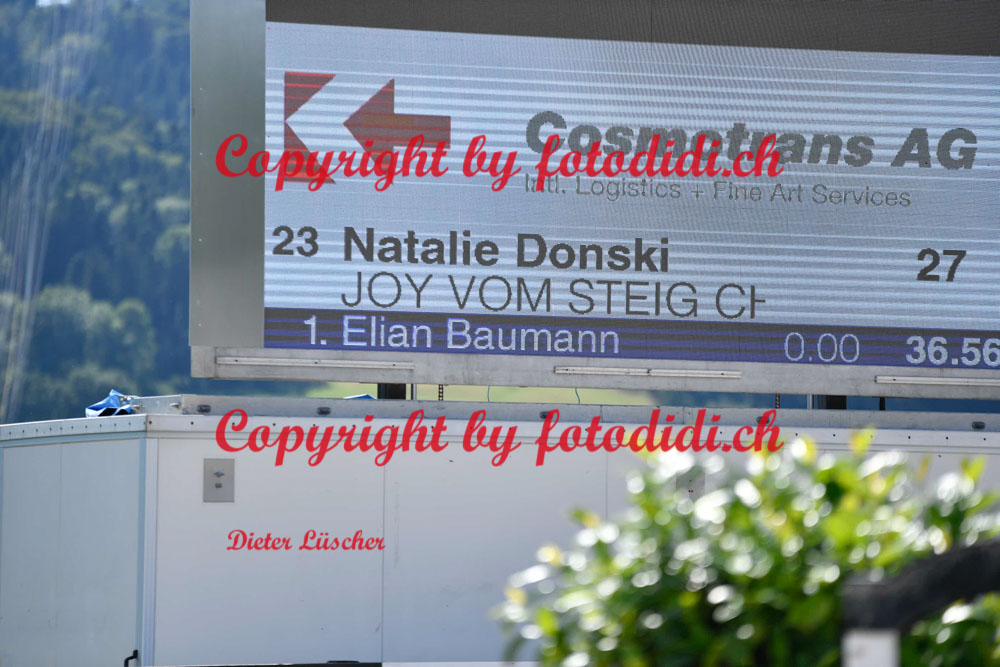 Cosmotrans AG
Copyright by fotodidi.ch
Intl. Logistics + Fine Art Services
23 Natalie Donski 27
JOY VOM STEIG CH
1. Elian Baumann 0.00 36.56
Copyright by fotodidi.ch
Dieter Lüscher